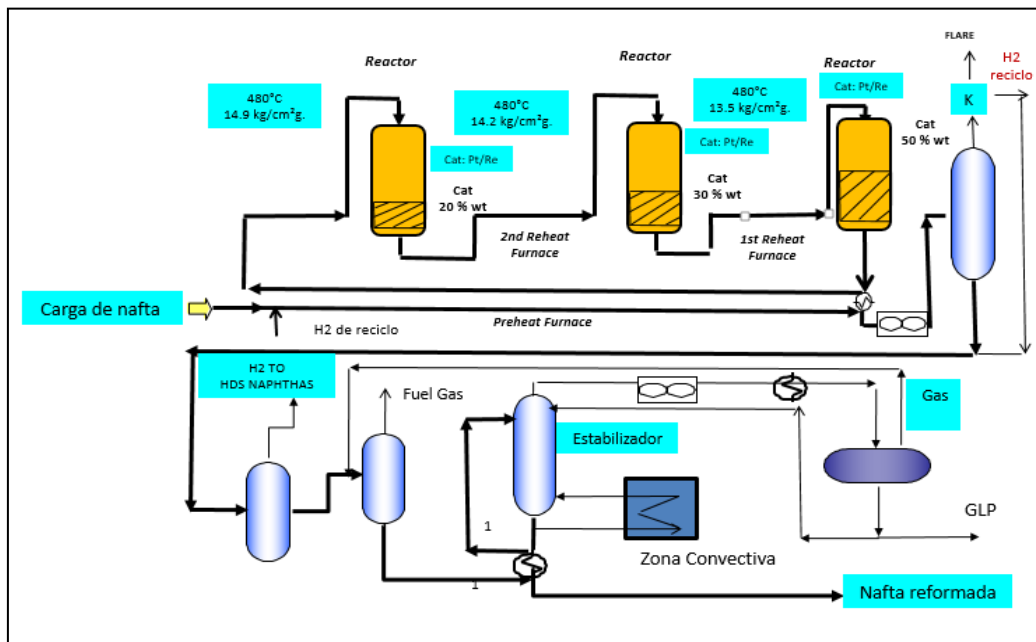 FLARE
H2
reciclo
Reactor
Reactor
Reactor
480°C
14.9 kg/cm²g.
480°C
14.2 kg/cm²g.
480°C
13.5 kg/cm²g.
Cat: Pt/Re
K
Cat
50 % wt
Cat: Pt/Re
Cat: Pt/Re
Cat
20 % wt
Cat
30 % wt
2nd Reheat
Furnace
1st Reheat
Furnace
Carga de nafta
H2 de reciclo
Preheat Furnace
H2 TO
HDS NAPHTHAS
Fuel Gas
Gas
Estabilizador
GLP
1
Zona Convectiva
1
Nafta reformada